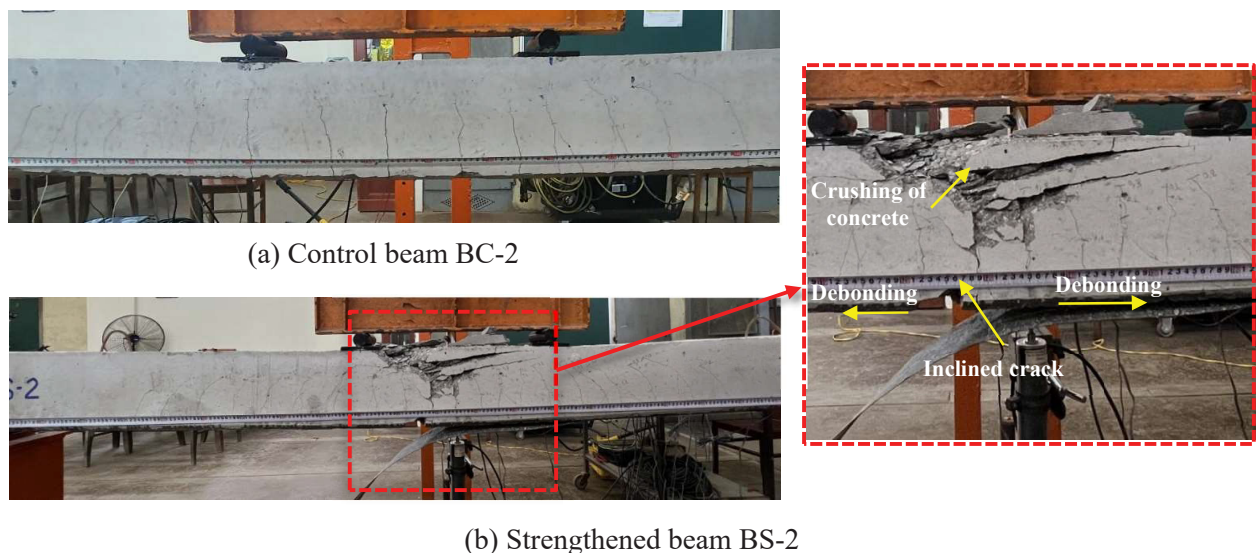 (a) Control beam BC-2
Crushing of
concrete
Debonding
Debonding
Inclined crack
S-2
(b) Strengthened beam BS-2